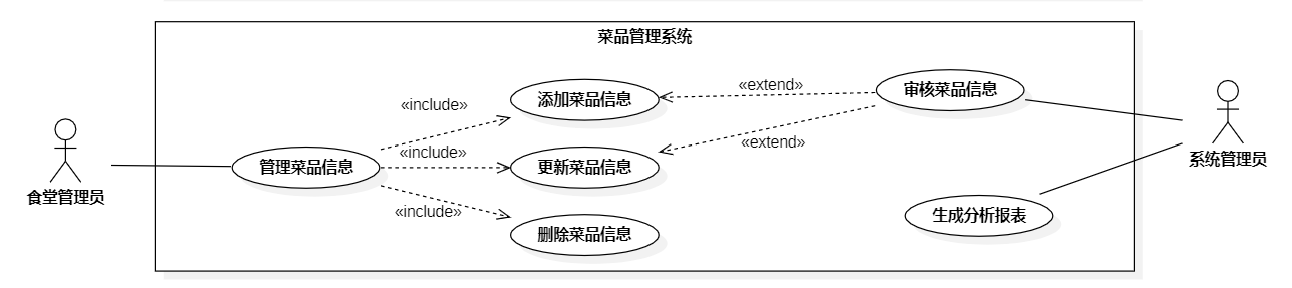 菜品管理系统
«include»
添加菜品信息
«extend»
审核菜品信息
食堂管理员
管理菜品信息
«include»
更新菜品信息
«extend»
系统管理员
«include»
删除菜品信息
生成分析报表